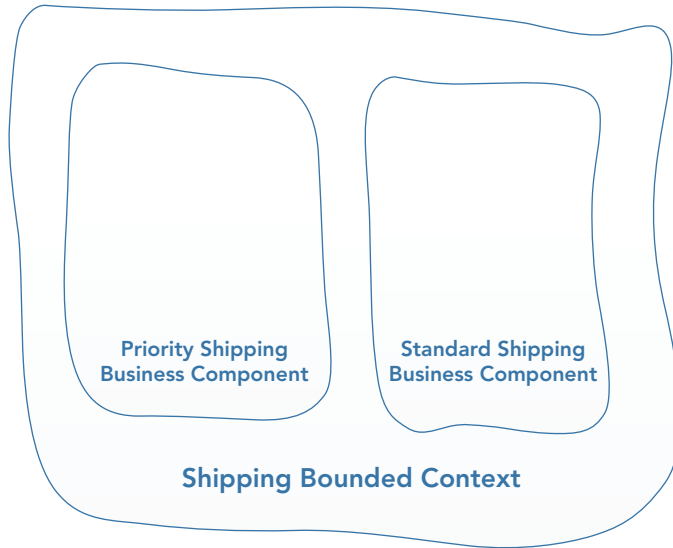 Priority Shipping
Business Component
Standard Shipping
Business Component
Shipping Bounded Context